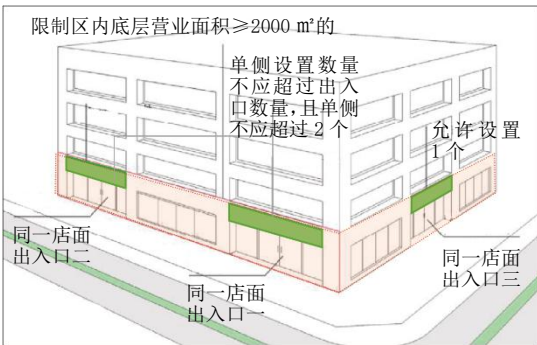 限制区内底层营业面积≥2000 m²的
单侧设置数量
不应超过出入
口数量,且单侧
不应超过 2 个
允许设置
1 个
同一店面
出入口二
同一店面
出入口一
同一店面
出入口三